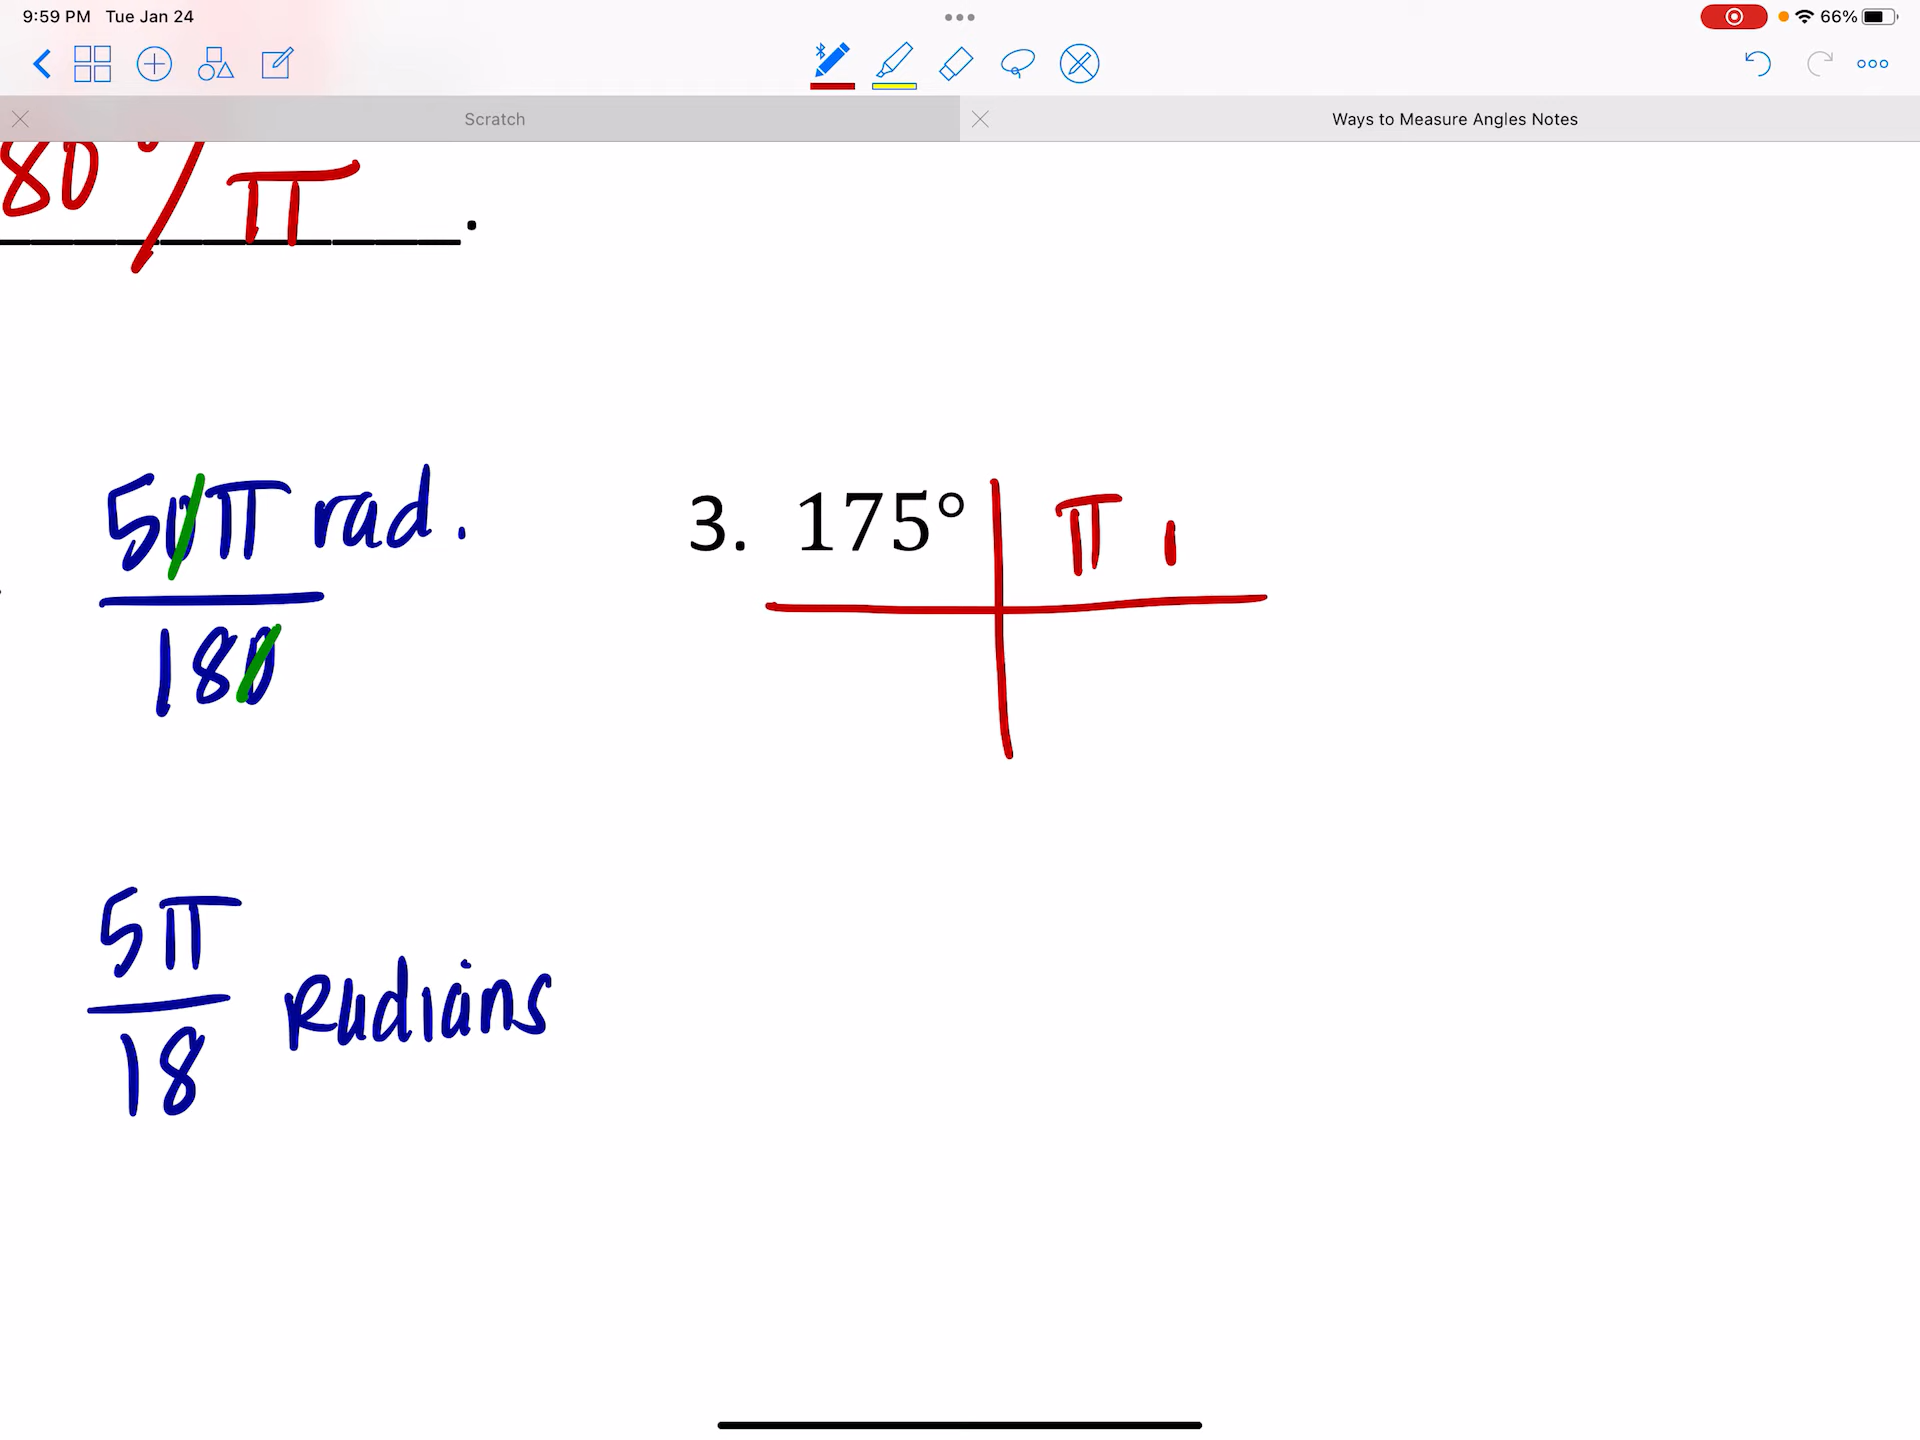 9:59 PM Tue Jan 24
66%
Scratch
Ways to Measure Angles Notes
80°/π.
50π rad.
180
3. 175° π
5π
18
Radians